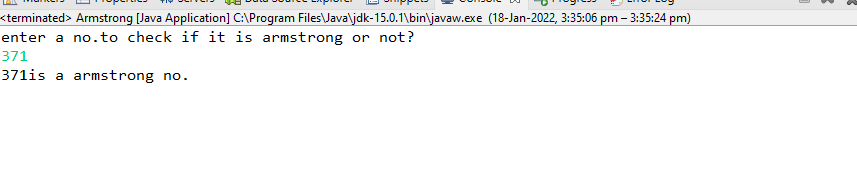 Markers Properties Servers Data Source Explorer Snippets Console Progress Error Log
<terminated> Armstrong [Java Application] C:\Program Files\Java\jdk-15.0.1\bin\javaw.exe (18-Jan-2022, 3:35:06 pm – 3:35:24 pm)
enter a no.to check if it is armstrong or not?
371
371is a armstrong no.